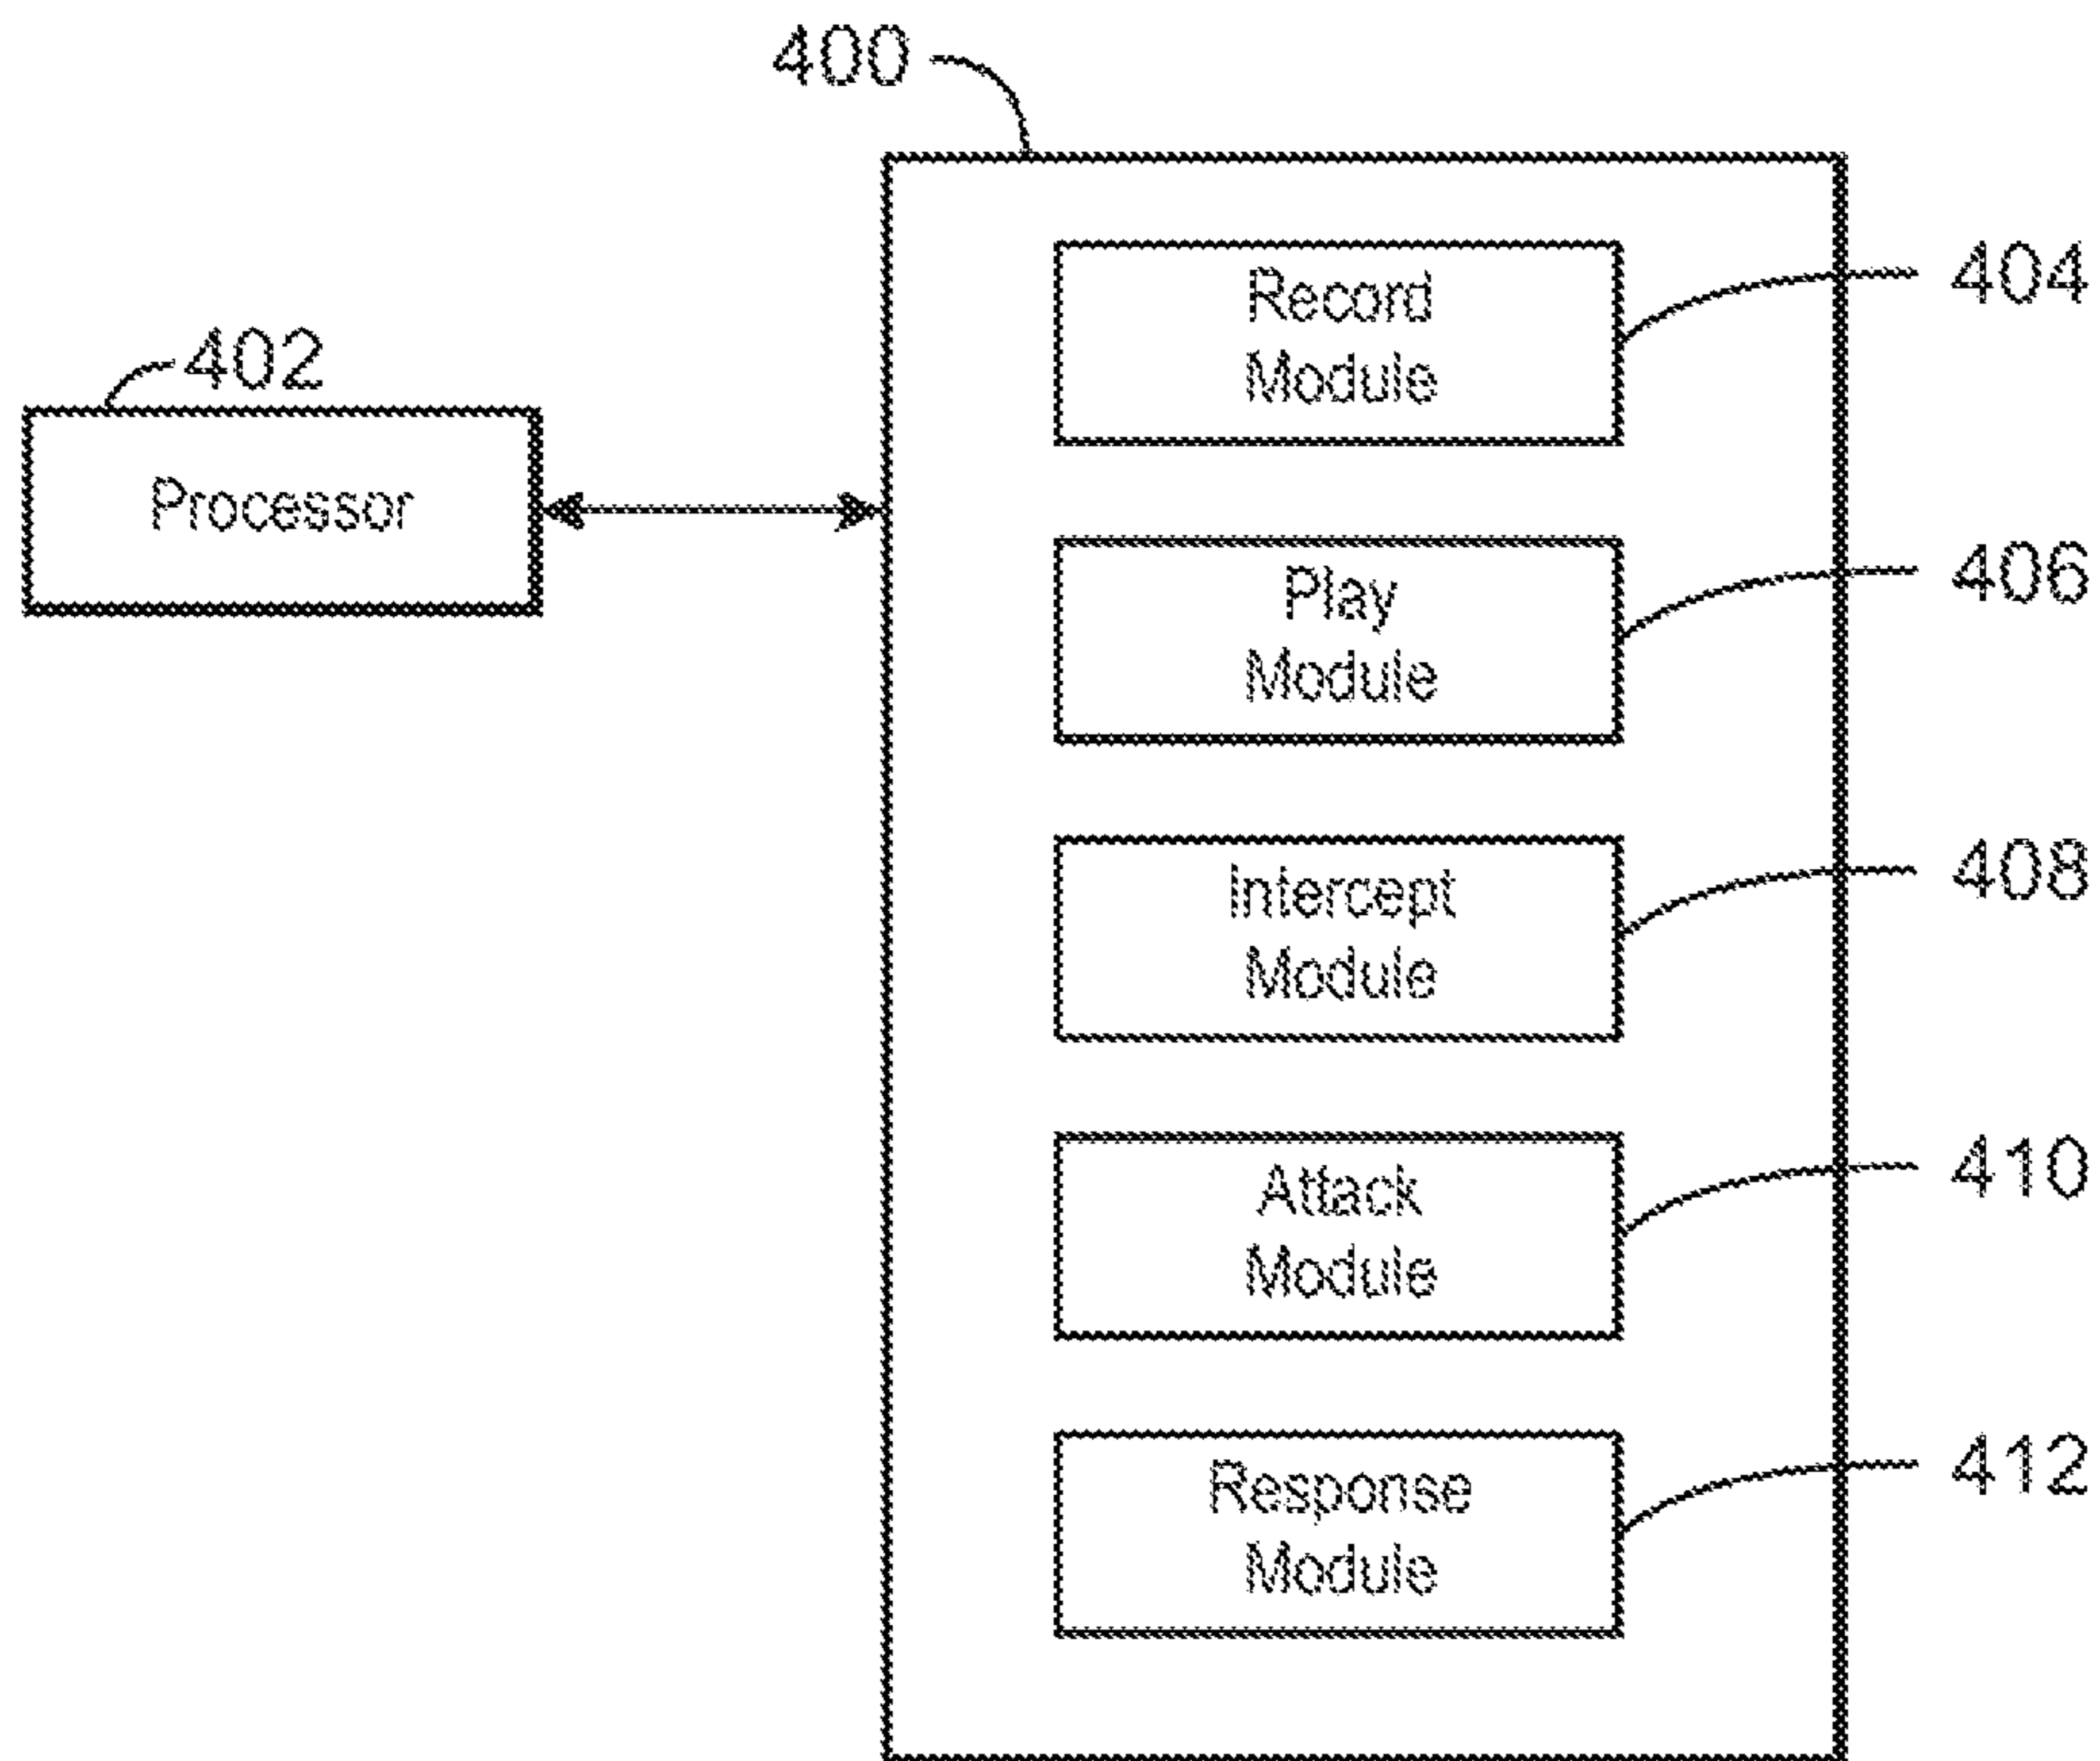 400
402
Processor
Record
Module
404
Play
Module
406
Intercept
Module
408
Attack
Module
410
Response
Module
412